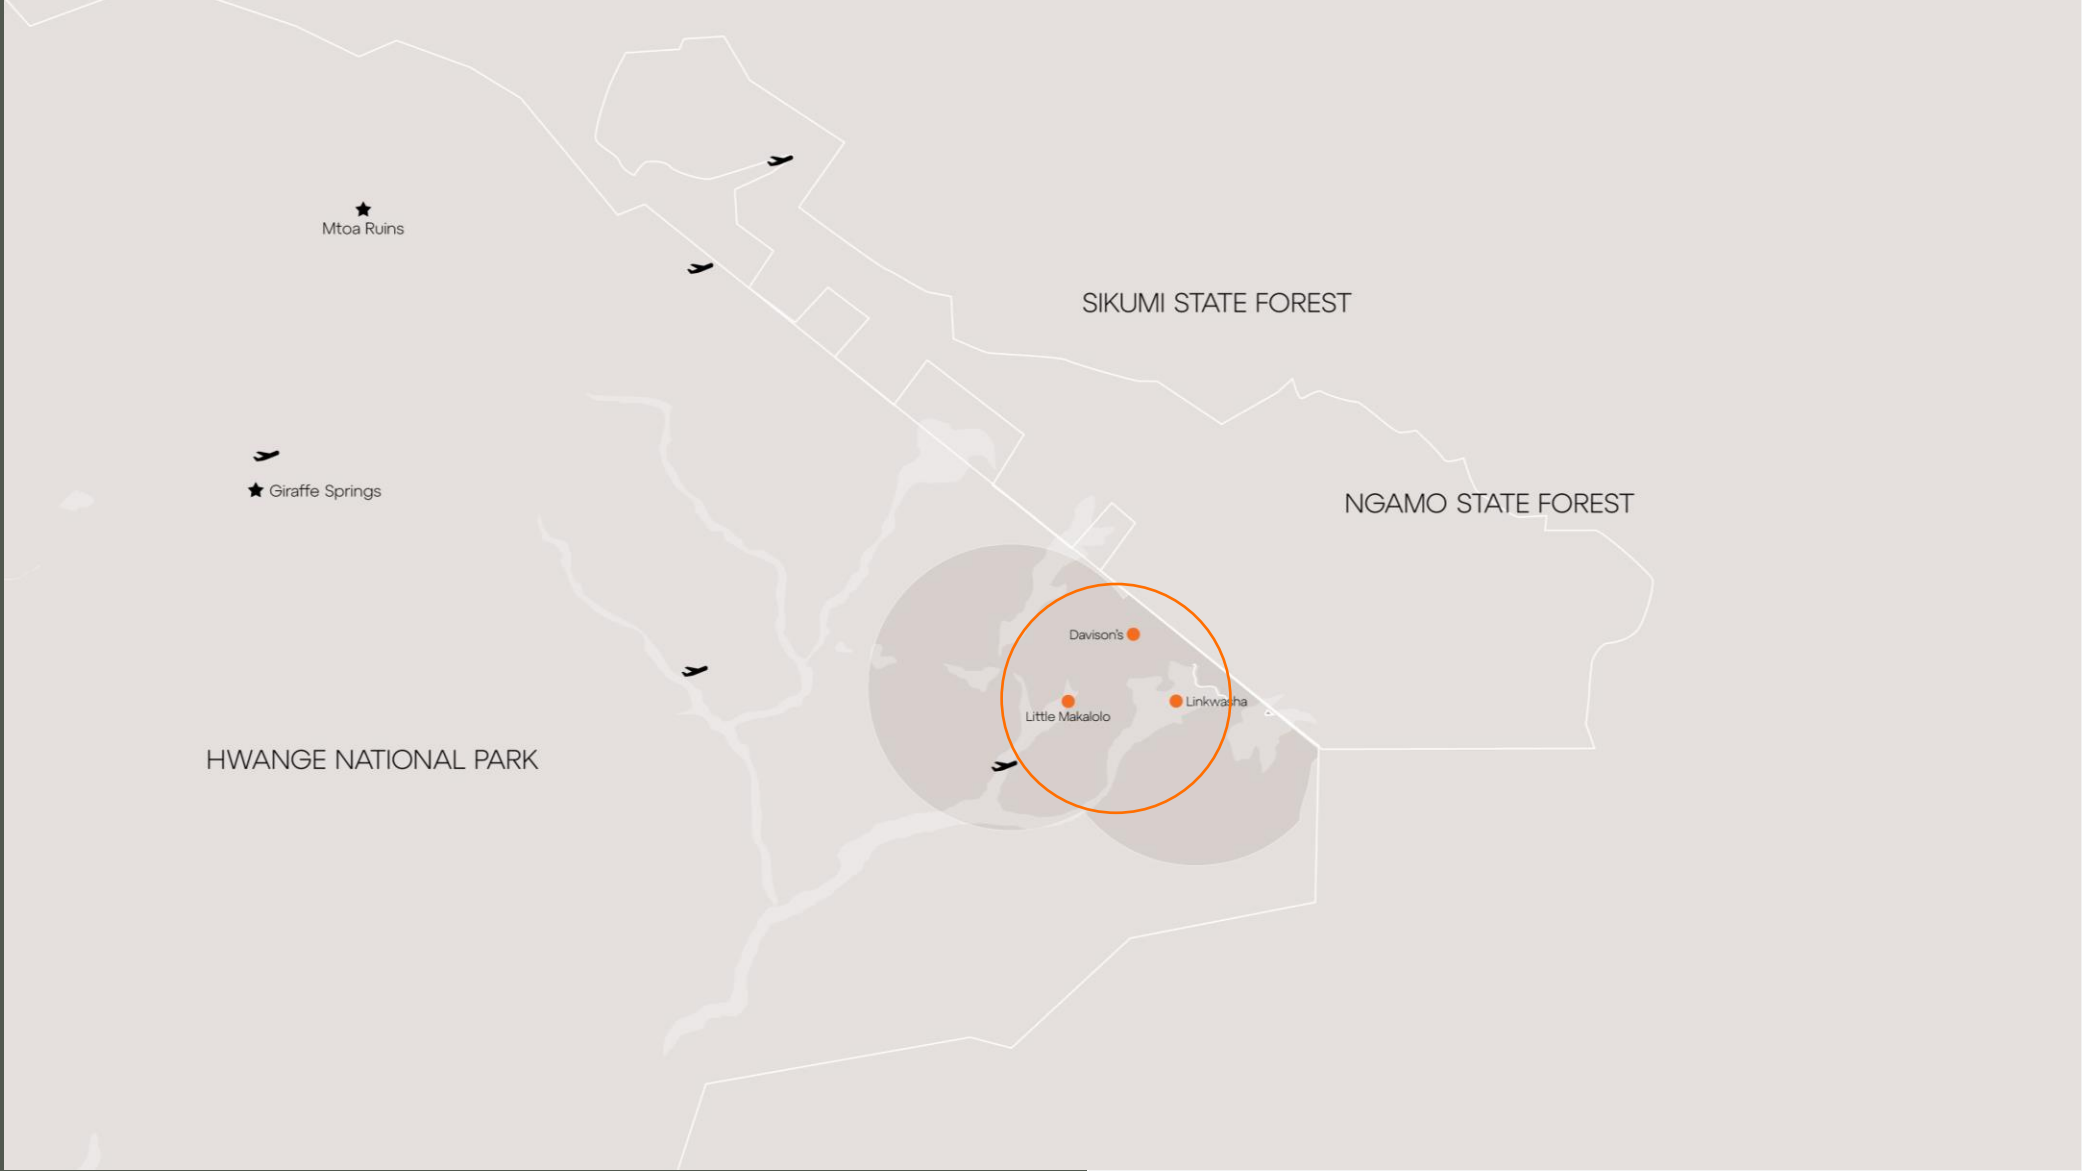 Mtoa Ruins
SIKUMI STATE FOREST
Giraffe Springs
NGAMO STATE FOREST
Davison's
Linkwasha
Little Makalolo
HWANGE NATIONAL PARK